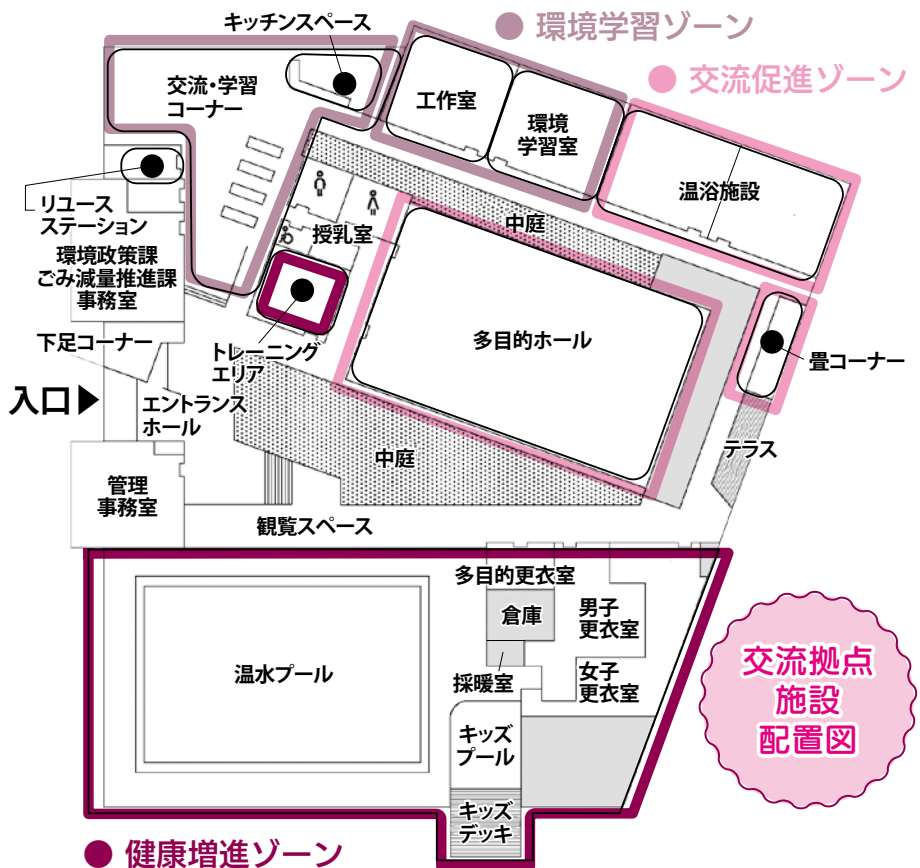 キッチンスペース
● 環境学習ゾーン
● 交流促進ゾーン
交流・学習
コーナー
工作室
環境
学習室
温浴施設
リユース
ステーション
授乳室
中庭
環境政策課
ごみ減量推進課
事務室
多目的ホール
下足コーナー
トレーニング
エリア
畳コーナー
入口▶
エントランス
ホール
テラス
中庭
管理
事務室
観覧スペース
多目的更衣室
倉庫
男子
更衣室
温水プール
採暖室
女子
更衣室
キッズ
プール
キッズ
デッキ
交流拠点
施設
配置図
● 健康増進ゾーン